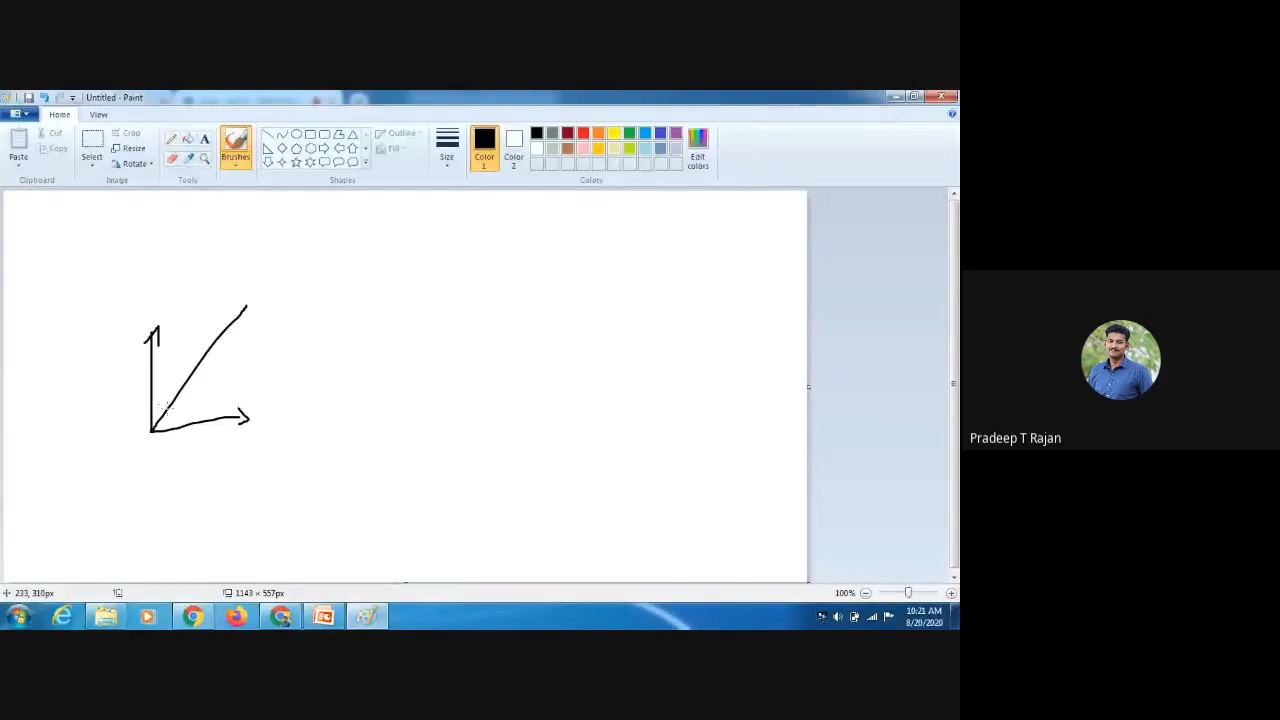 Untitled - Paint
Home View
Paste
Cut
Copy
Clipboard
Select
Crop
Resize
Rotate
Image
A
Tools
Brushes
Outline
Fill
Shapes
Size
Color 1
Color 2
Edit colors
Colors
Pradeep T Rajan
233, 310px
1143 × 557px
100%
10:21 AM
8/20/2020